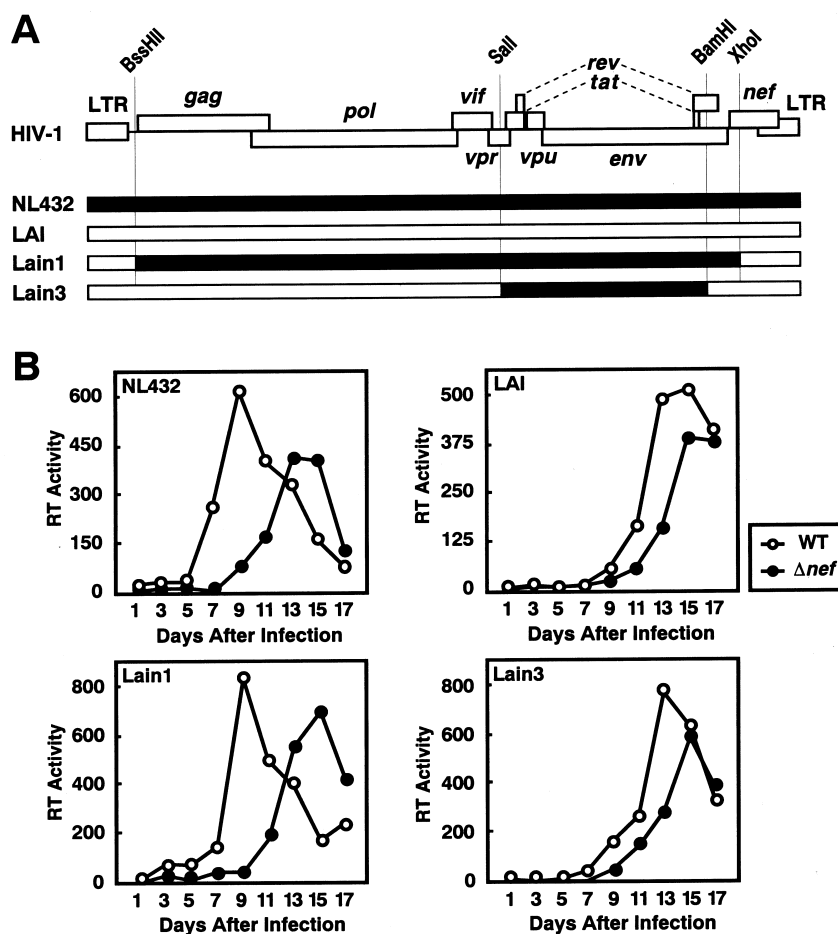 A
BssHII
SalI
BamHI
XhoI
LTR
gag
pol
vif
rev
tat
nef
LTR
HIV-1
vpr
vpu
env
NL432
LAI
Lain1
Lain3
B
NL432
RT Activity
600
450
300
150
0
1 3 5 7 9 11 13 15 17
Days After Infection
LAI
RT Activity
500
375
250
125
0
1 3 5 7 9 11 13 15 17
Days After Infection
WT
Δnef
Lain1
RT Activity
800
600
400
200
0
1 3 5 7 9 11 13 15 17
Days After Infection
Lain3
RT Activity
800
600
400
200
0
1 3 5 7 9 11 13 15 17
Days After Infection